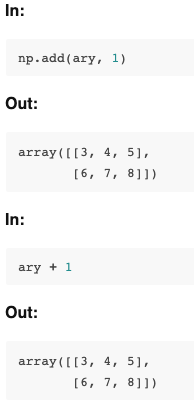 In:
np.add(ary, 1)
Out:
array([[3, 4, 5],
       [6, 7, 8]])
In:
ary + 1
Out:
array([[3, 4, 5],
       [6, 7, 8]])